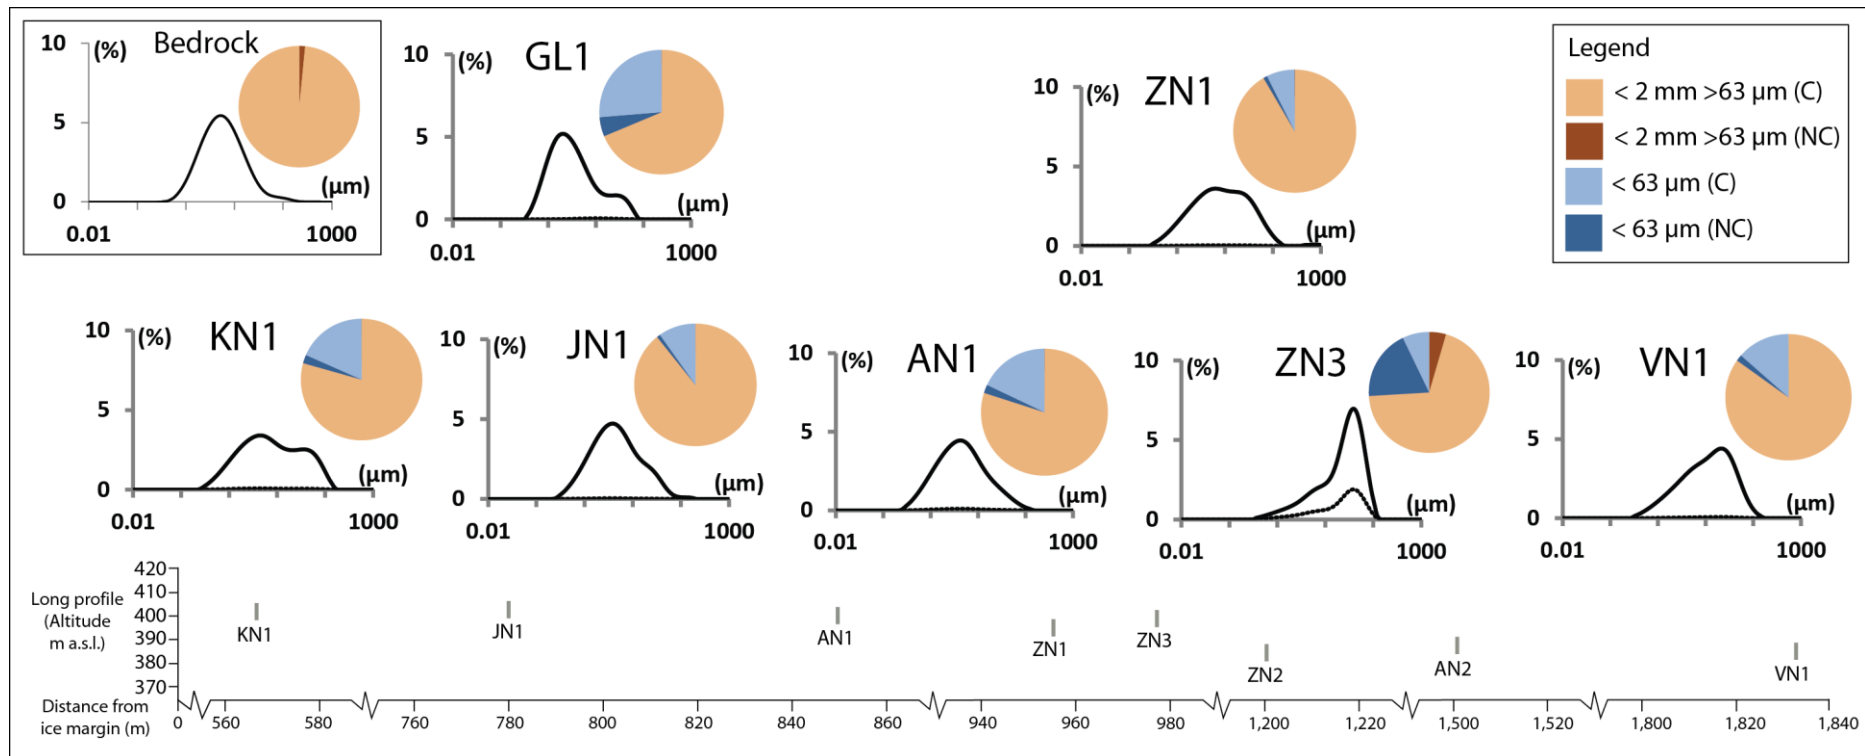 Bedrock
10 (%)
5
0 (µm)
0.01 1000
GL1
10 (%)
5
0 (µm)
0.01 1000
ZN1
10 (%)
5
0 (µm)
0.01 1000
Legend
< 2 mm >63 µm (C)
< 2 mm >63 µm (NC)
< 63 µm (C)
< 63 µm (NC)
KN1
10 (%)
5
0 (µm)
0.01 1000
JN1
10 (%)
5
0 (µm)
0.01 1000
AN1
10 (%)
5
0 (µm)
0.01 1000
ZN3
10 (%)
5
0 (µm)
0.01 1000
VN1
10 (%)
5
0 (µm)
0.01 1000
Long profile
(Altitude
m a.s.l.)
420
410
400
390
380
370
KN1 JN1 AN1 ZN1 ZN3 ZN2 AN2 VN1
Distance from
ice margin (m)
0 560 580 760 780 800 820 840 860 940 960 980 1,200 1,220 1,500 1,520 1,800 1,820 1,840